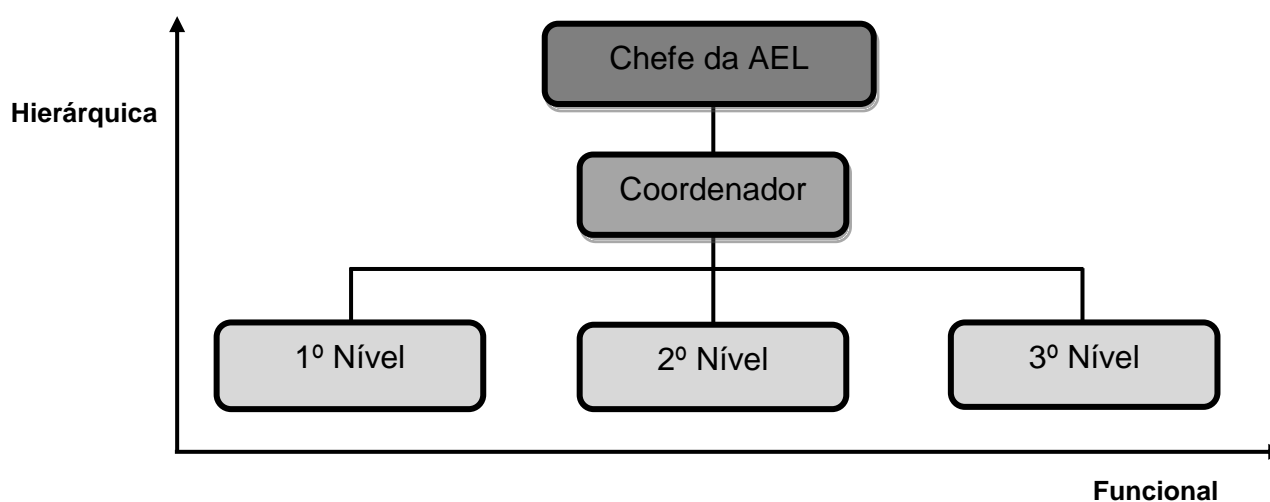 Chefe da AEL
Hierárquica
Coordenador
1º Nível
2º Nível
3º Nível
Funcional